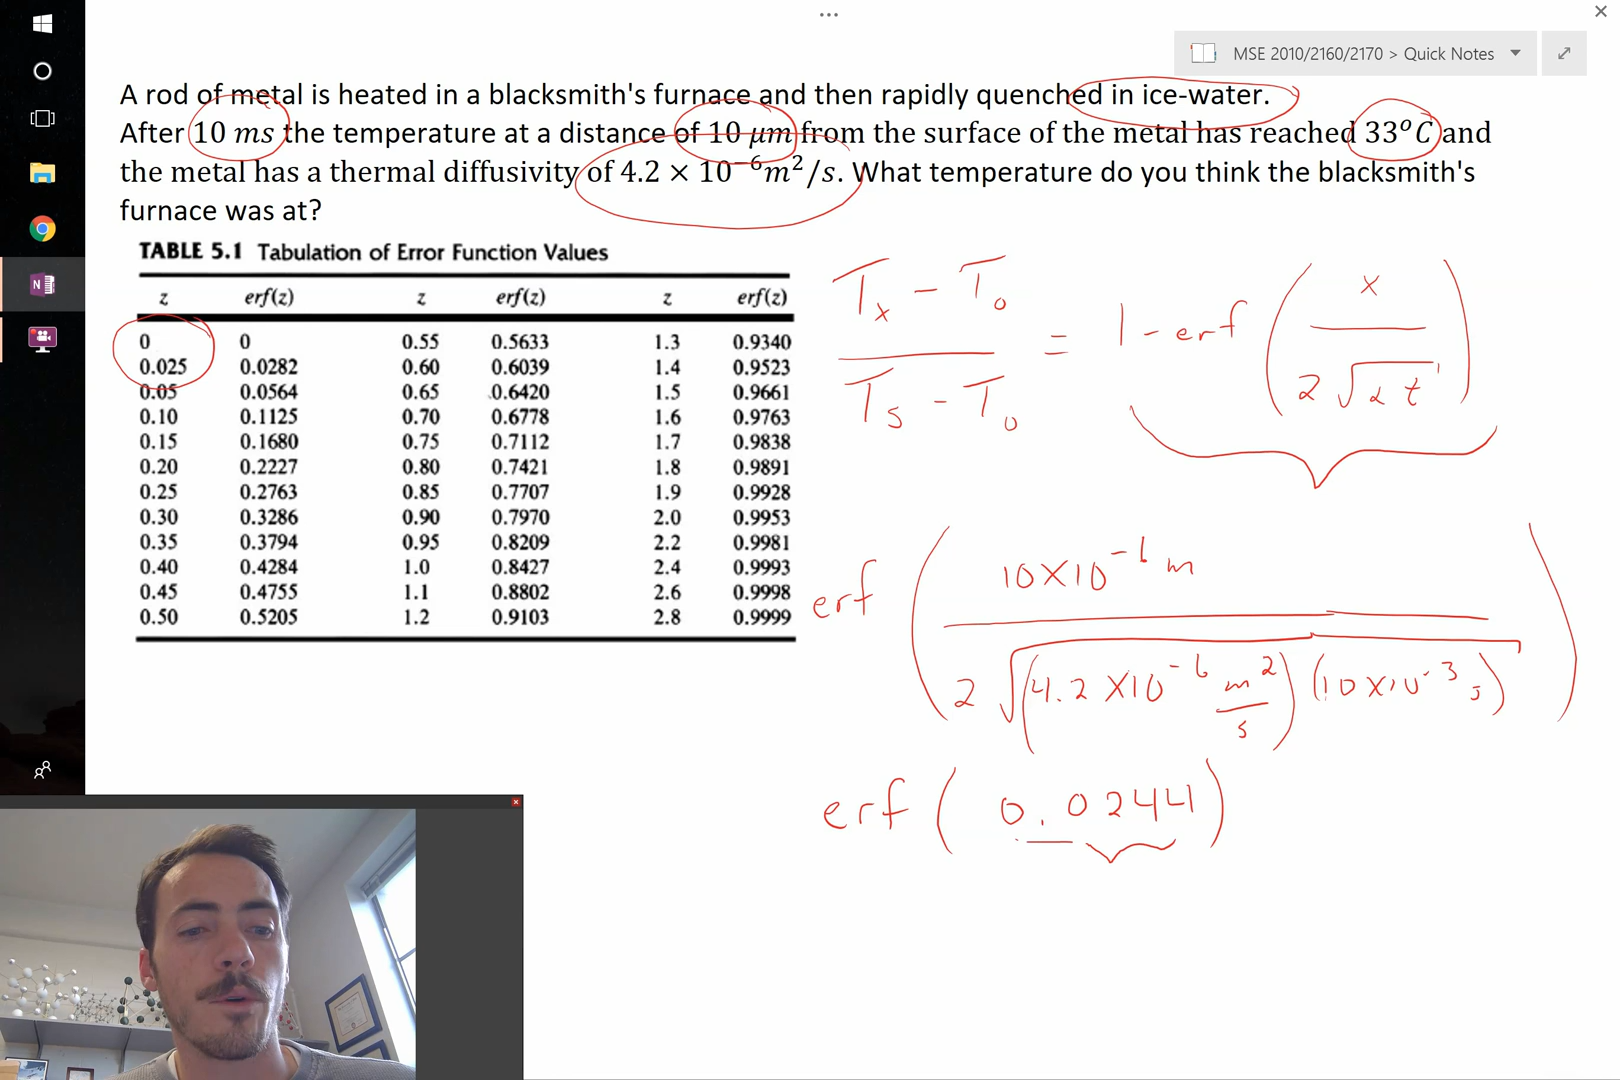 ...
MSE 2010/2160/2170 > Quick Notes
A rod of metal is heated in a blacksmith's furnace and then rapidly quenched in ice-water.
After 10 ms the temperature at a distance of 10 μm from the surface of the metal has reached 33°C and
the metal has a thermal diffusivity of 4.2 × 10⁻⁶m²/s. What temperature do you think the blacksmith's
furnace was at?
TABLE 5.1 Tabulation of Error Function Values
z erf(z) z erf(z) z erf(z)
0 0 0.55 0.5633 1.3 0.9340
0.025 0.0282 0.60 0.6039 1.4 0.9523
0.05 0.0564 0.65 0.6420 1.5 0.9661
0.10 0.1125 0.70 0.6778 1.6 0.9763
0.15 0.1680 0.75 0.7112 1.7 0.9838
0.20 0.2227 0.80 0.7421 1.8 0.9891
0.25 0.2763 0.85 0.7707 1.9 0.9928
0.30 0.3286 0.90 0.7970 2.0 0.9953
0.35 0.3794 0.95 0.8209 2.2 0.9981
0.40 0.4284 1.0 0.8427 2.4 0.9993
0.45 0.4755 1.1 0.8802 2.6 0.9998
0.50 0.5205 1.2 0.9103 2.8 0.9999
Tₓ - T₀
Tₛ - T₀
= 1 - erf ( x
2 √α t )
erf ( 10×10⁻⁶ m
2 √(4.2 ×10⁻⁶ m²/s) (10×10⁻³ s) )
erf ( 0.0244 )
N